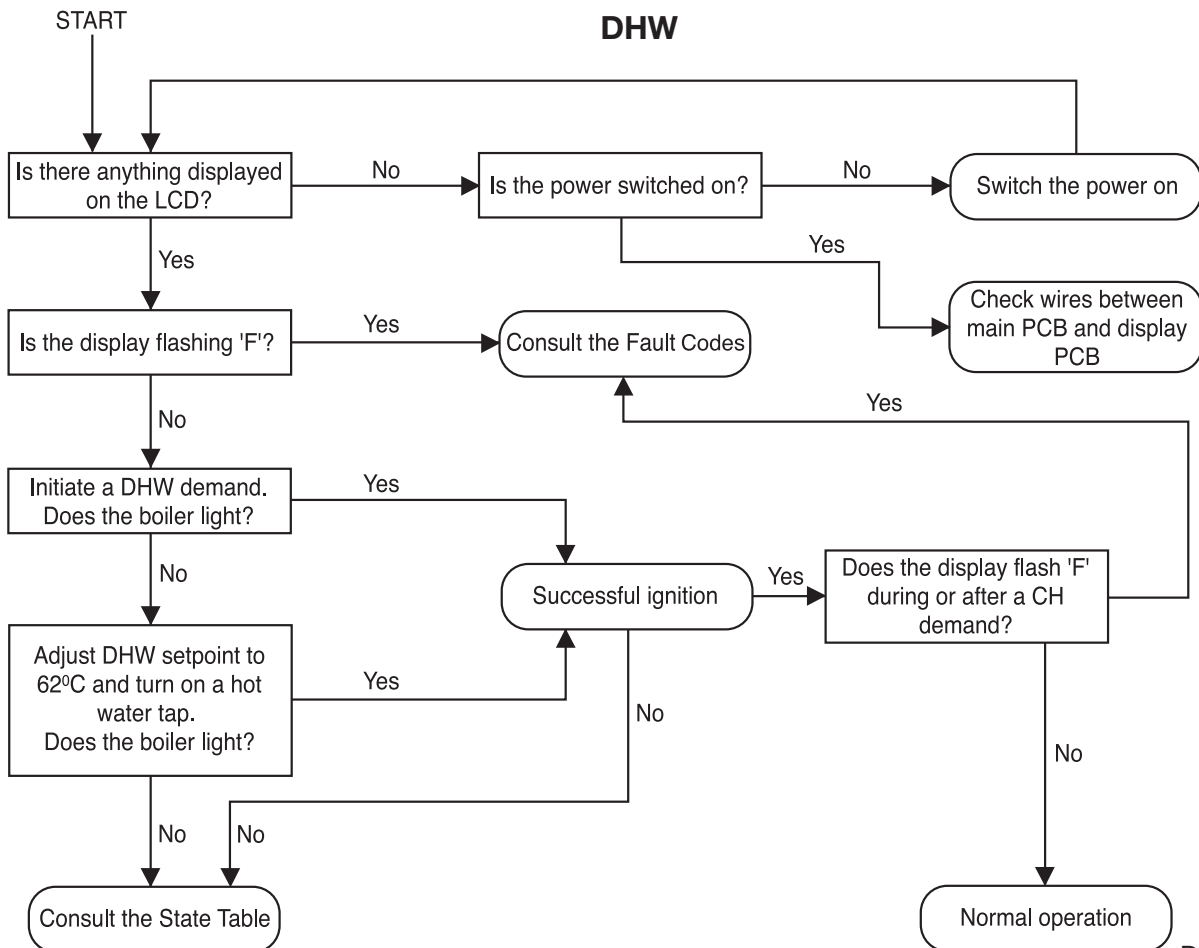 START
DHW
Is there anything displayed
on the LCD?
No
Is the power switched on?
No
Switch the power on
Yes
Yes
Check wires between
main PCB and display
PCB
Is the display flashing 'F'?
Yes
Consult the Fault Codes
Yes
No
Initiate a DHW demand.
Does the boiler light?
Yes
No
Successful ignition
Yes
Does the display flash 'F'
during or after a CH
demand?
Adjust DHW setpoint to
62⁰C and turn on a hot
water tap.
Does the boiler light?
Yes
No
No
No
No
Consult the State Table
Normal operation